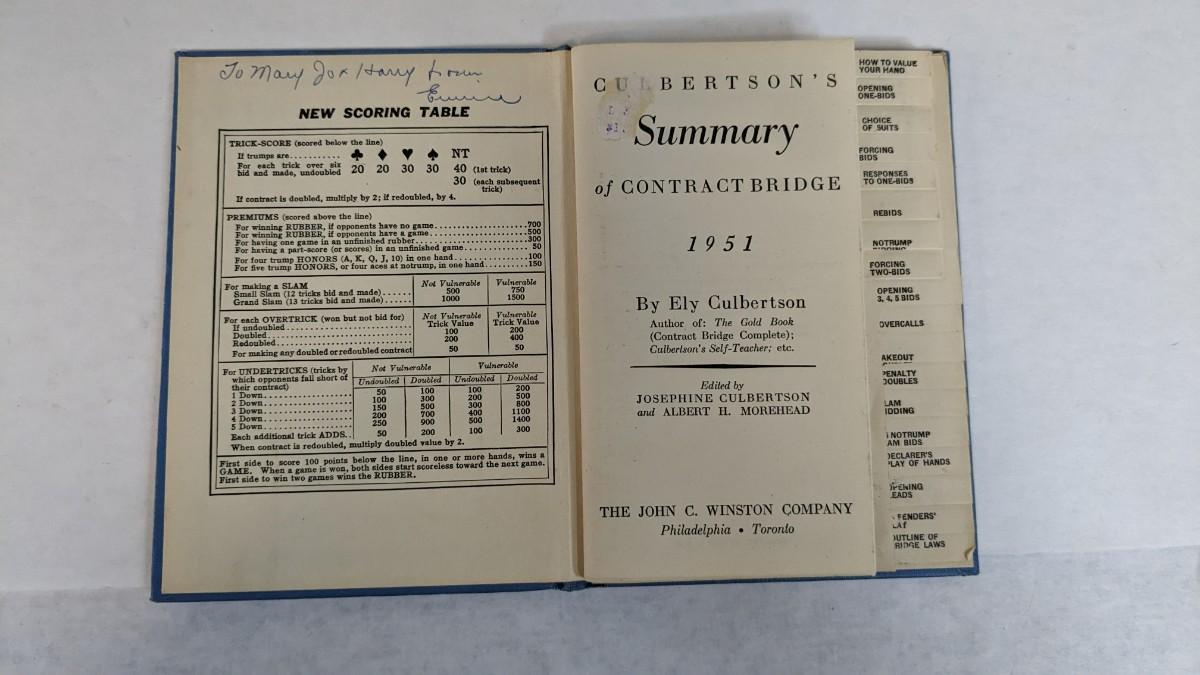 To Mary Jo & Harry from
NEW SCORING TABLE
TRICK-SCORE (scored below the line)
If trumps are........... ♣ ♦ ♥ ♠ NT
For each trick over six
bid and made, undoubled 20 20 30 30 40 (1st trick)
30 (each subsequent
trick)
If contract is doubled, multiply by 2; if redoubled, by 4.
PREMIUMS (scored above the line)
For winning RUBBER, if opponents have no game 700
For winning RUBBER, if opponents have a game 500
For having one game in an unfinished rubber 300
For having a part-score (or scores) in an unfinished game 50
For four trump HONORS (A, K, Q, J, 10) in one hand 100
For five trump HONORS, or four aces at notrump, in one hand 150
For making a SLAM Not Vulnerable Vulnerable
Small Slam (12 tricks bid and made) 500 750
Grand Slam (13 tricks bid and made) 1000 1500
For each OVERTRICK (won but not bid for) Not Vulnerable Vulnerable
If undoubled Trick Value Trick Value
Doubled 100 200
Redoubled 200 400
For making any doubled or redoubled contract 50 50
For UNDERTRICKS (tricks by Not Vulnerable Vulnerable
which opponents fall short of
their contract) Undoubled Doubled Undoubled Doubled
1 Down 50 100 100 200
2 Down 100 300 200 500
3 Down 150 500 300 800
4 Down 200 700 400 1100
5 Down 250 900 500 1400
Each additional trick ADDS 50 200 100 300
When contract is redoubled, multiply doubled value by 2.
First side to score 100 points below the line, in one or more hands, wins a
GAME. When a game is won, both sides start scoreless toward the next game.
First side to win two games wins the RUBBER.
CULBERTSON'S
Summary
of CONTRACT BRIDGE
1951
By Ely Culbertson
Author of: The Gold Book
(Contract Bridge Complete);
Culbertson's Self-Teacher; etc.
Edited by
JOSEPHINE CULBERTSON
and ALBERT H. MOREHEAD
THE JOHN C. WINSTON COMPANY
Philadelphia • Toronto
HOW TO VALUE
YOUR HAND
OPENING
ONE-BIDS
CHOICE
OF SUITS
FORCING
BIDS
RESPONSES
TO ONE-BIDS
REBIDS
NOTRUMP
BIDDING
FORCING
TWO-BIDS
OPENING
3, 4, 5 BIDS
OVERCALLS
AKEOUT
PENALTY
DOUBLES
LAM
IDDING
NOTRUMP
AM BIDS
DECLARER'S
PLAY OF HANDS
OPENING
LEADS
FENDERS'
LAY
OUTLINE OF
BRIDGE LAWS